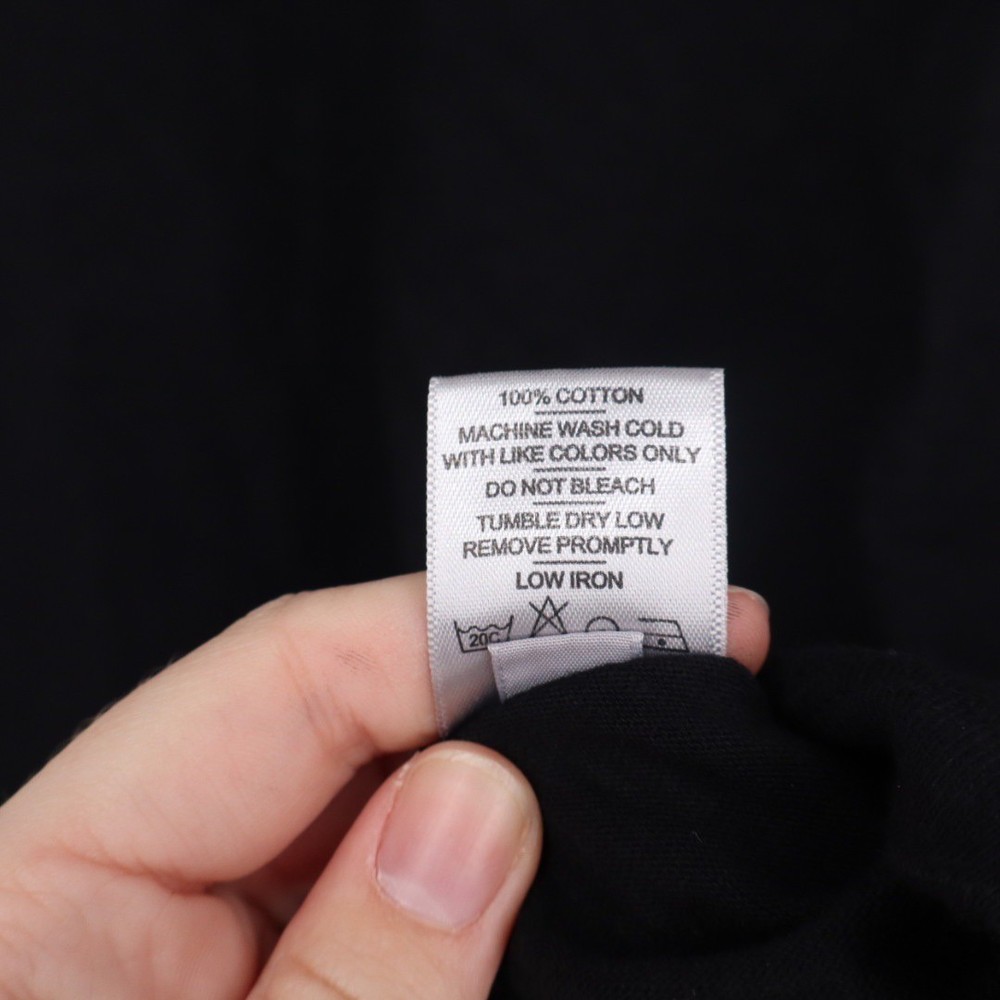 100% COTTON
MACHINE WASH COLD
WITH LIKE COLORS ONLY
DO NOT BLEACH
TUMBLE DRY LOW
REMOVE PROMPTLY
LOW IRON
20C